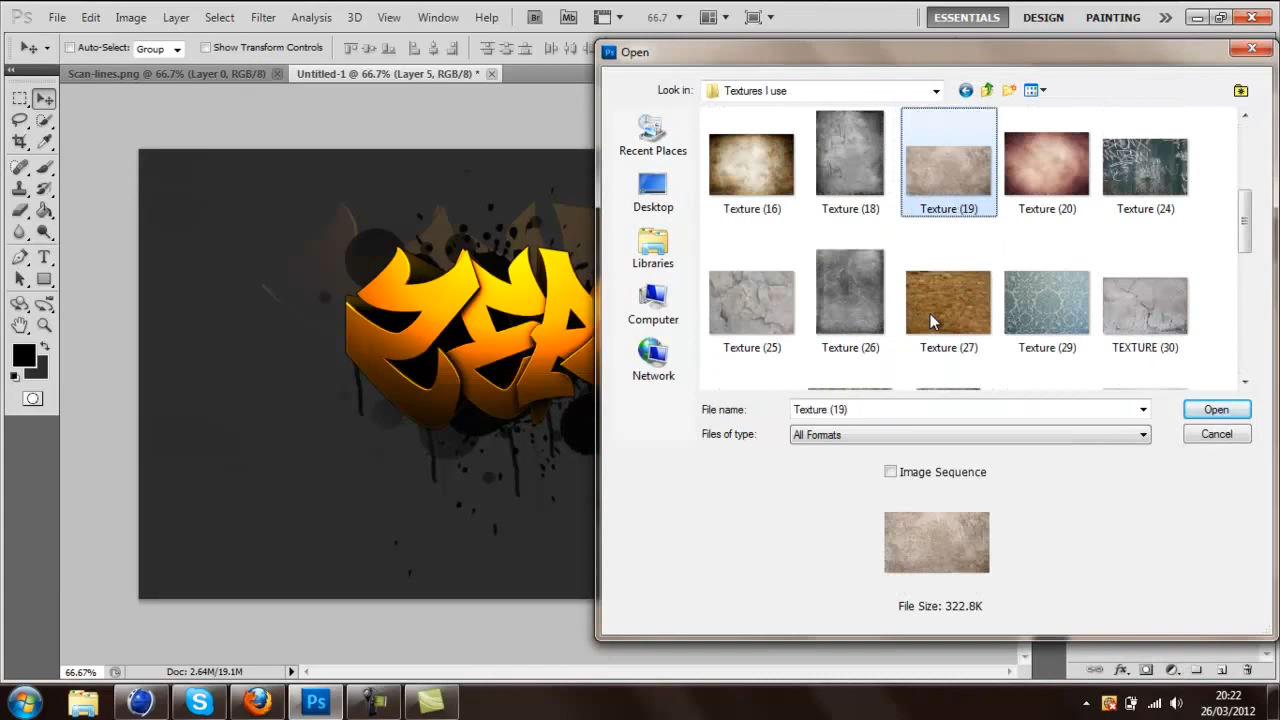 Ps File Edit Image Layer Select Filter Analysis 3D View Window Help Br Mb 66.7 ESSENTIALS DESIGN PAINTING
Auto-Select: Group Show Transform Controls
Scan-lines.png @ 66.7% (Layer 0, RGB/8) Untitled-1 @ 66.7% (Layer 5, RGB/8) *
Ps Open
Look in: Textures I use
Recent Places
Desktop
Libraries
Computer
Network
Texture (16) Texture (18) Texture (19) Texture (20) Texture (24)
Texture (25) Texture (26) Texture (27) Texture (29) TEXTURE (30)
File name: Texture (19) Open
Files of type: All Formats Cancel
Image Sequence
File Size: 322.8K
66.67% Doc: 2.64M/19.1M
Ps
20:22
26/03/2012